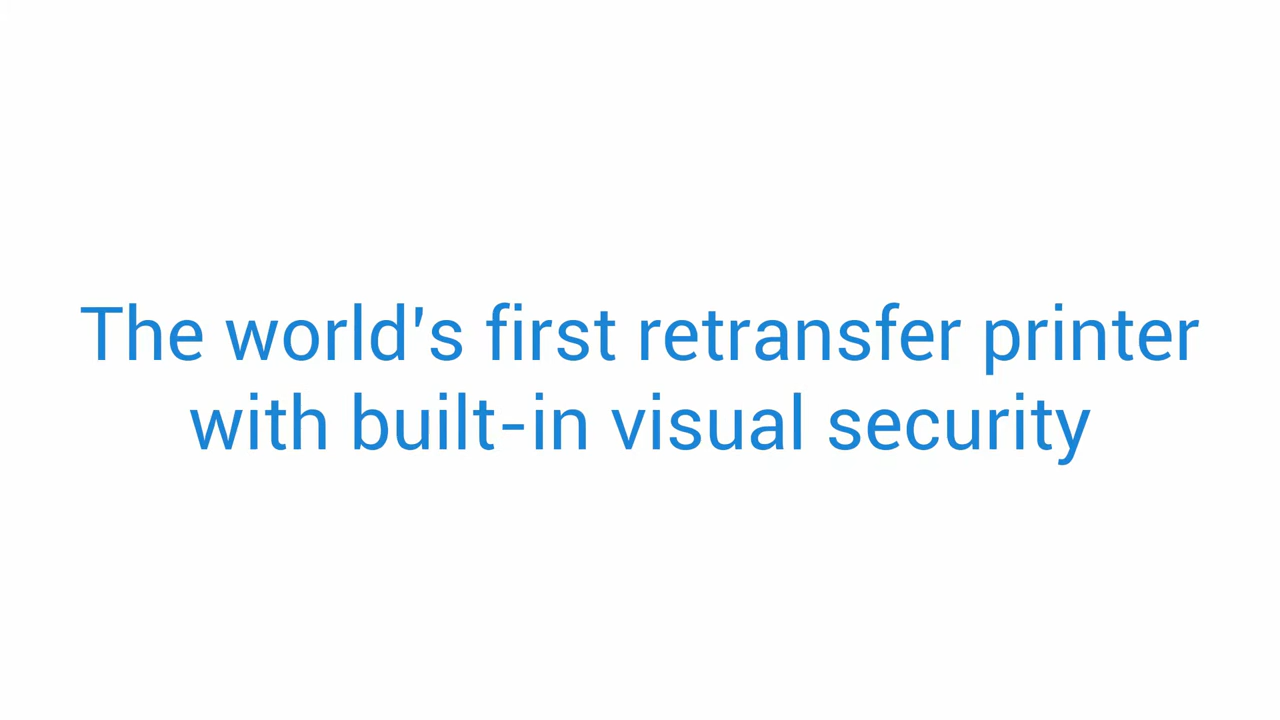 The world's first retransfer printer
with built-in visual security